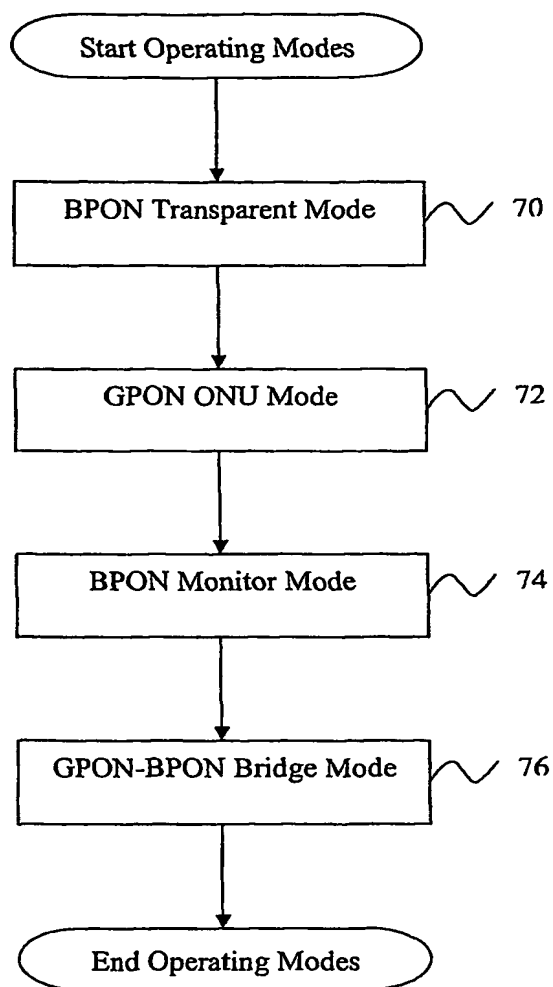 Start Operating Modes
BPON Transparent Mode 70
GPON ONU Mode 72
BPON Monitor Mode 74
GPON-BPON Bridge Mode 76
End Operating Modes